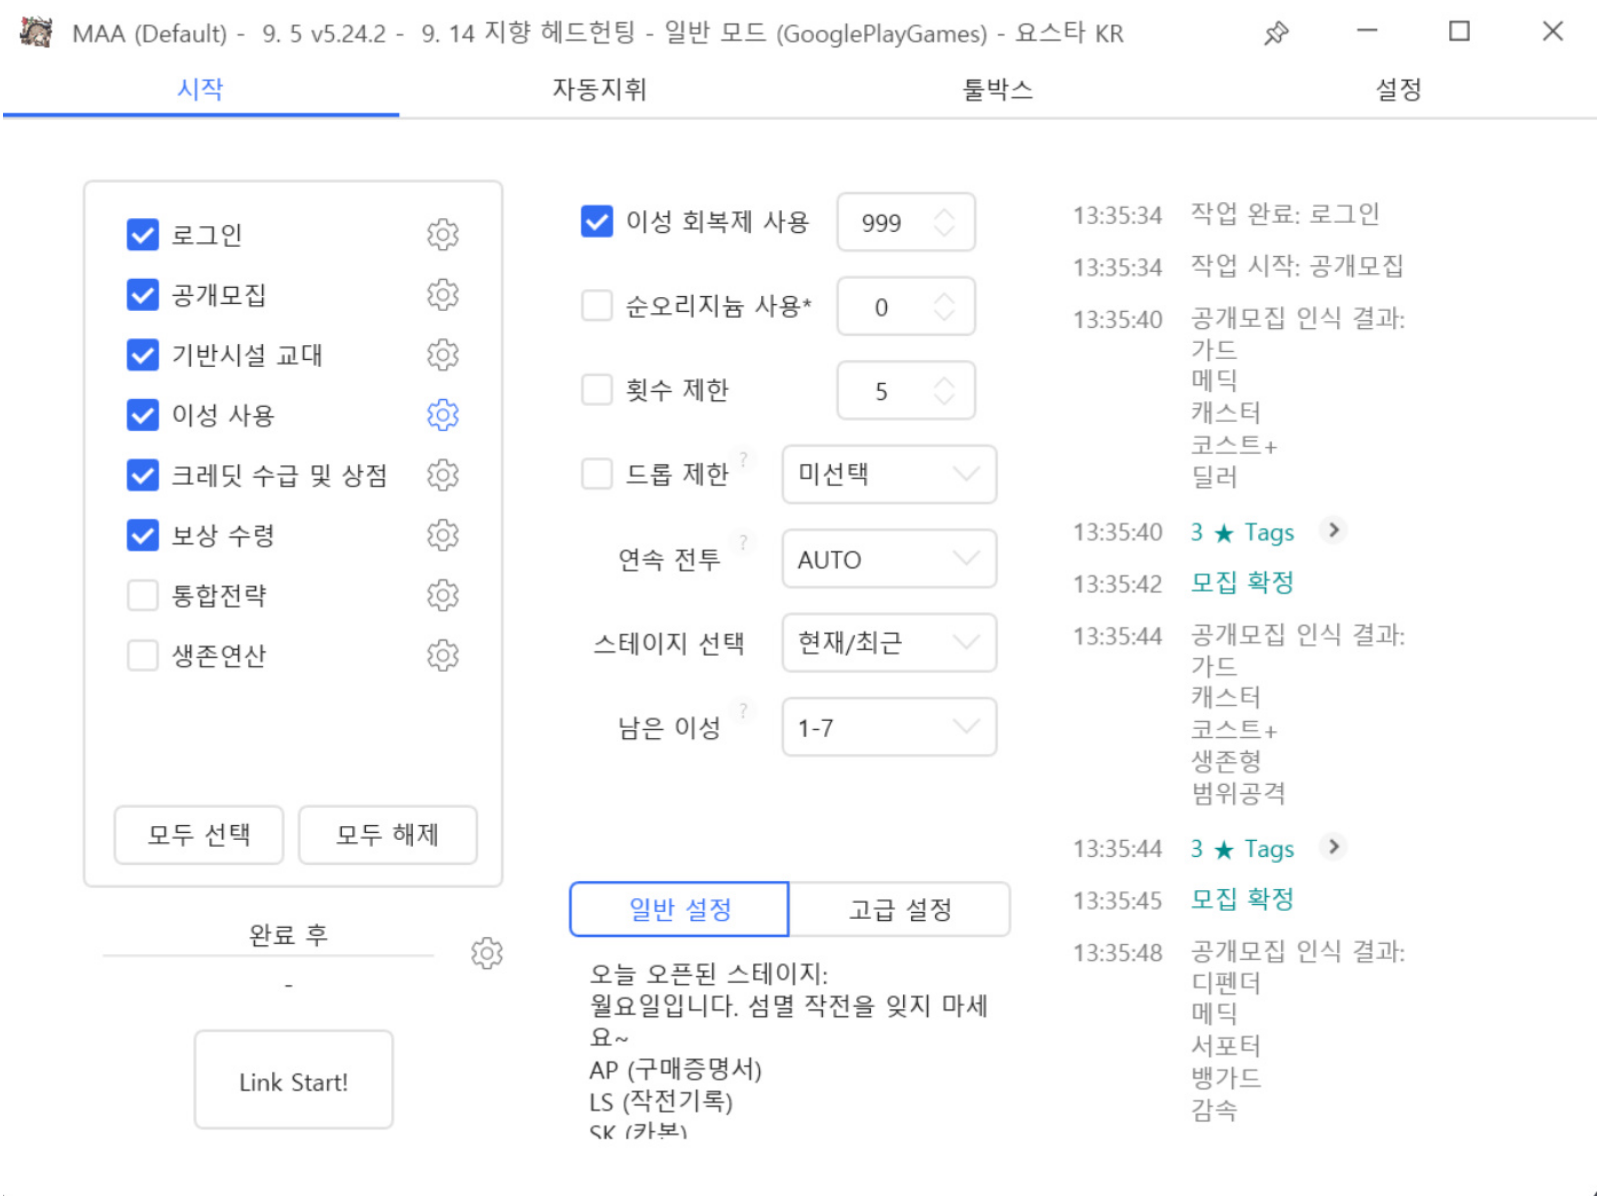 MAA (Default) -  9. 5 v5.24.2 -  9. 14 지향 헤드헌팅 - 일반 모드 (GooglePlayGames) - 요스타 KR
시작
자동지휘
툴박스
설정
로그인
공개모집
기반시설 교대
이성 사용
크레딧 수급 및 상점
보상 수령
통합전략
생존연산
모두 선택
모두 해제
완료 후
-
Link Start!
이성 회복제 사용 999
순오리지늄 사용* 0
횟수 제한 5
드롭 제한 ? 미선택
연속 전투 ? AUTO
스테이지 선택 현재/최근
남은 이성 ? 1-7
일반 설정
고급 설정
오늘 오픈된 스테이지:
월요일입니다. 섬멸 작전을 잊지 마세
요~
AP (구매증명서)
LS (작전기록)
SK (카본)
13:35:34 작업 완료: 로그인
13:35:34 작업 시작: 공개모집
13:35:40 공개모집 인식 결과:
가드
메딕
캐스터
코스트+
딜러
13:35:40 3 ★ Tags
13:35:42 모집 확정
13:35:44 공개모집 인식 결과:
가드
캐스터
코스트+
생존형
범위공격
13:35:44 3 ★ Tags
13:35:45 모집 확정
13:35:48 공개모집 인식 결과:
디펜더
메딕
서포터
뱅가드
감속